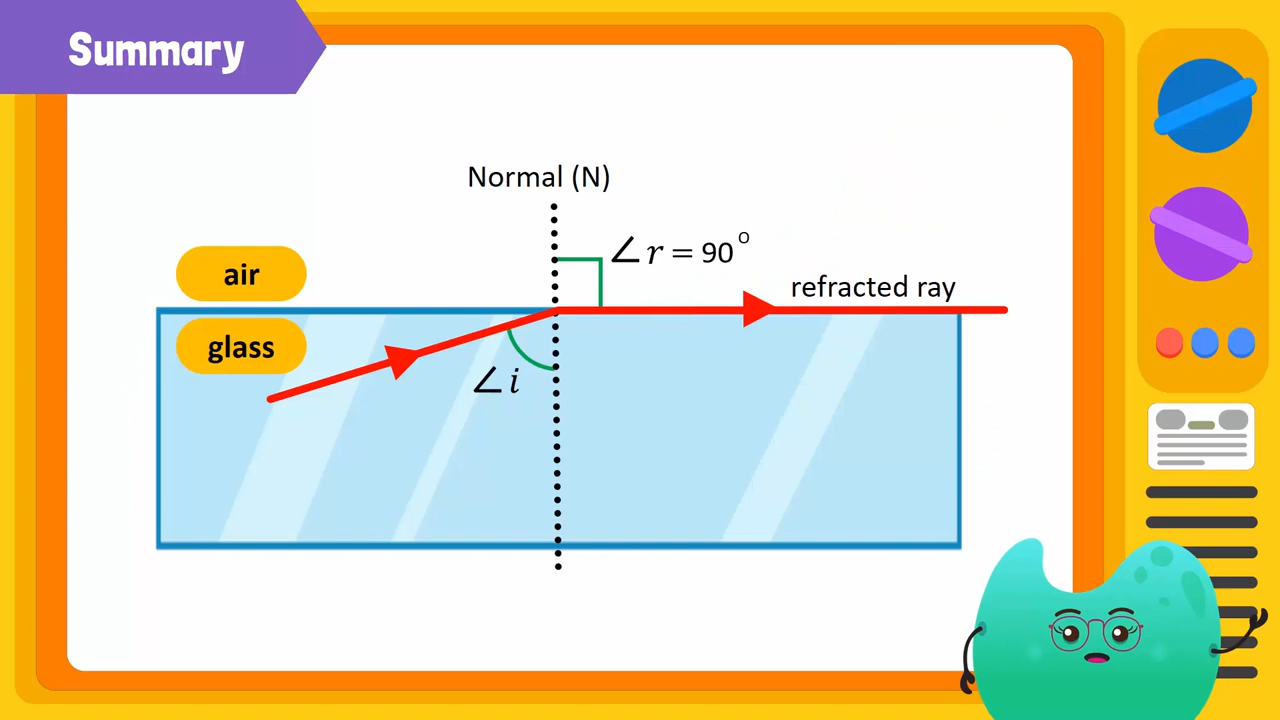 Summary
Normal (N)
∠r = 90°
air
refracted ray
glass
∠i